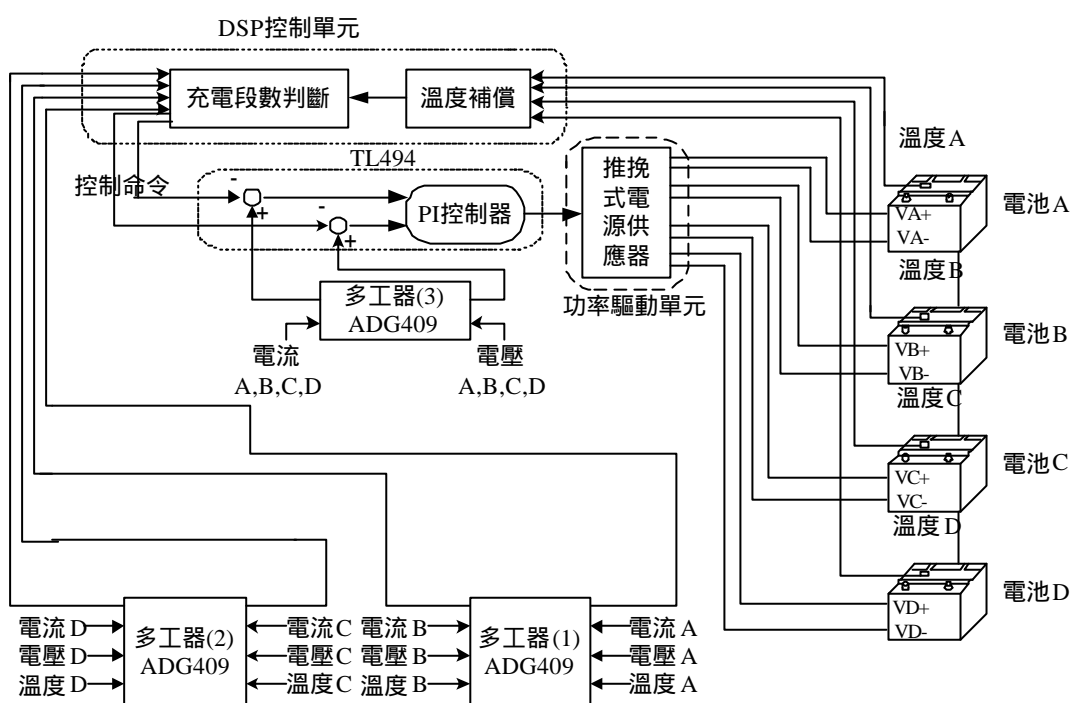 DSP控制單元
充電段數判斷
溫度補償
溫度A
TL494
控制命令
-
+
-
+
PI控制器
推挽
式電
源供
應器
功率驅動單元
VA+
VA-
電池A
溫度B
多工器(3)
ADG409
電流
A,B,C,D
電壓
A,B,C,D
VB+
VB-
電池B
溫度C
VC+
VC-
電池C
溫度D
VD+
VD-
電池D
電流D
電壓D
溫度D
多工器(2)
ADG409
電流C
電壓C
溫度C
電流B
電壓B
溫度B
多工器(1)
ADG409
電流A
電壓A
溫度A